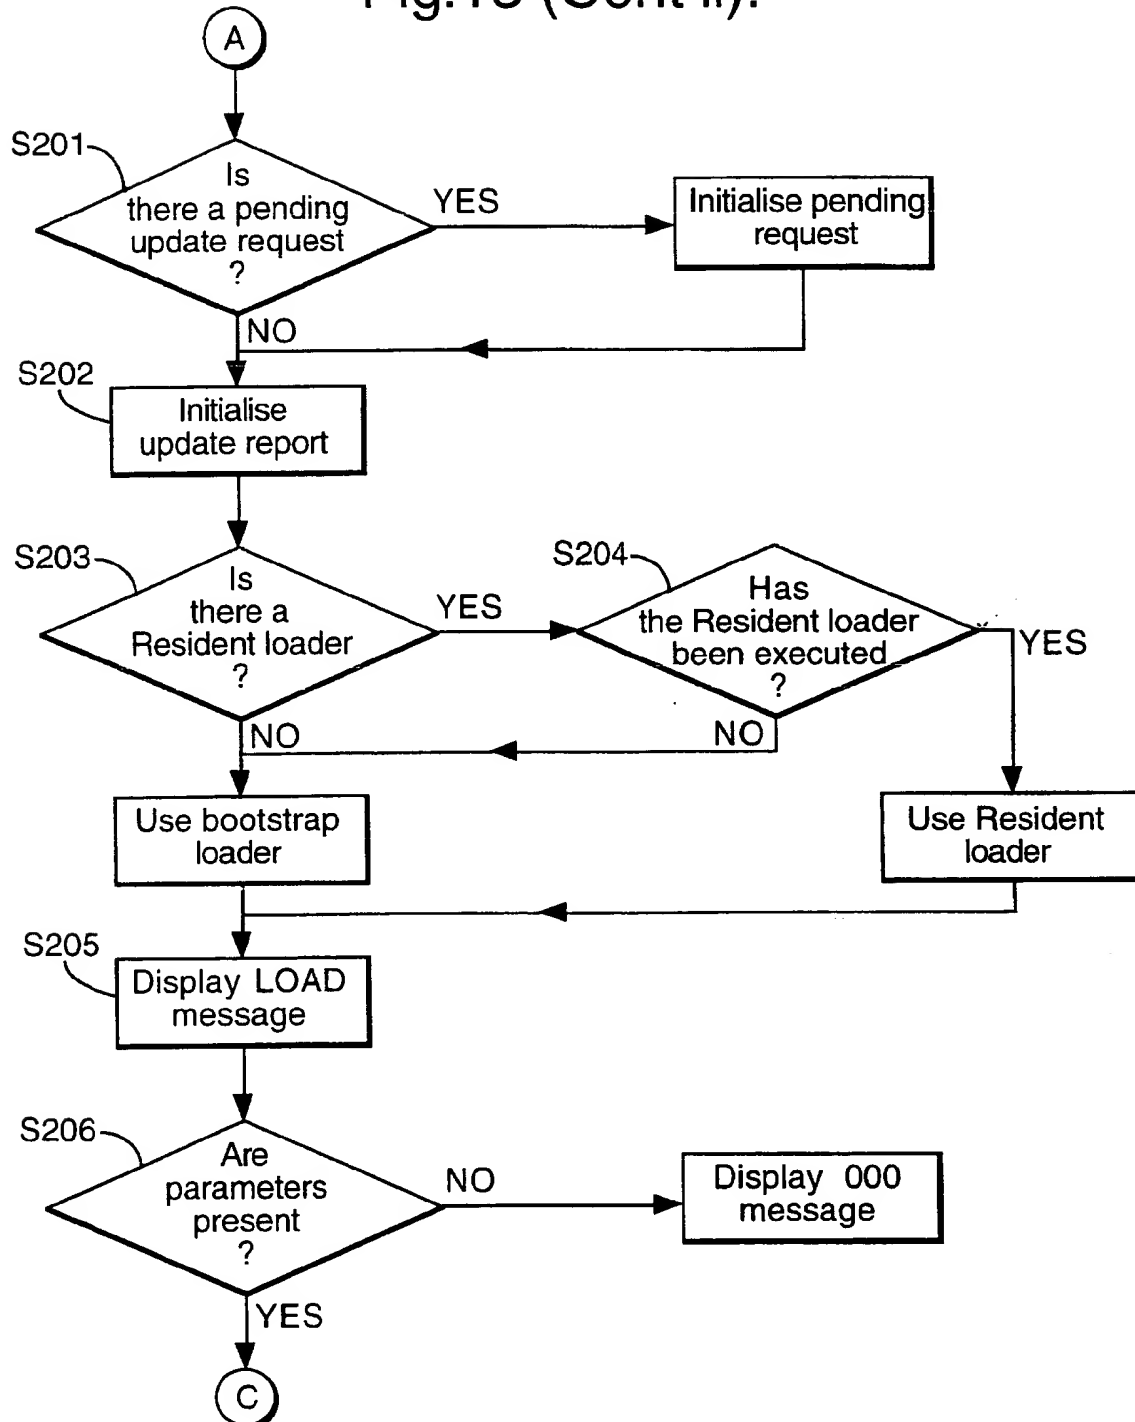 A
S201
Is
there a pending
update request
?
YES
Initialise pending
request
NO
S202
Initialise
update report
S203
Is
there a
Resident loader
?
YES
S204
Has
the Resident loader
been executed
?
YES
NO
NO
Use bootstrap
loader
Use Resident
loader
S205
Display LOAD
message
S206
Are
parameters
present
?
NO
Display 000
message
YES
C